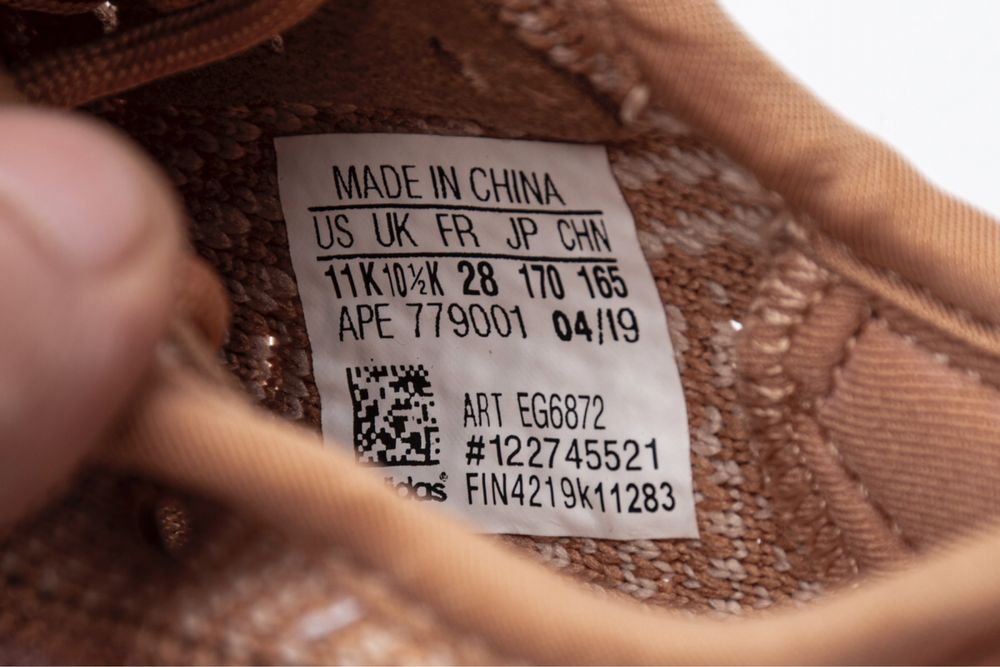 MADE IN CHINA
US UK FR JP CHN
11K 10½K 28 170 165
APE 779001 04/19
ART EG6872
#122745521
FIN4219k11283